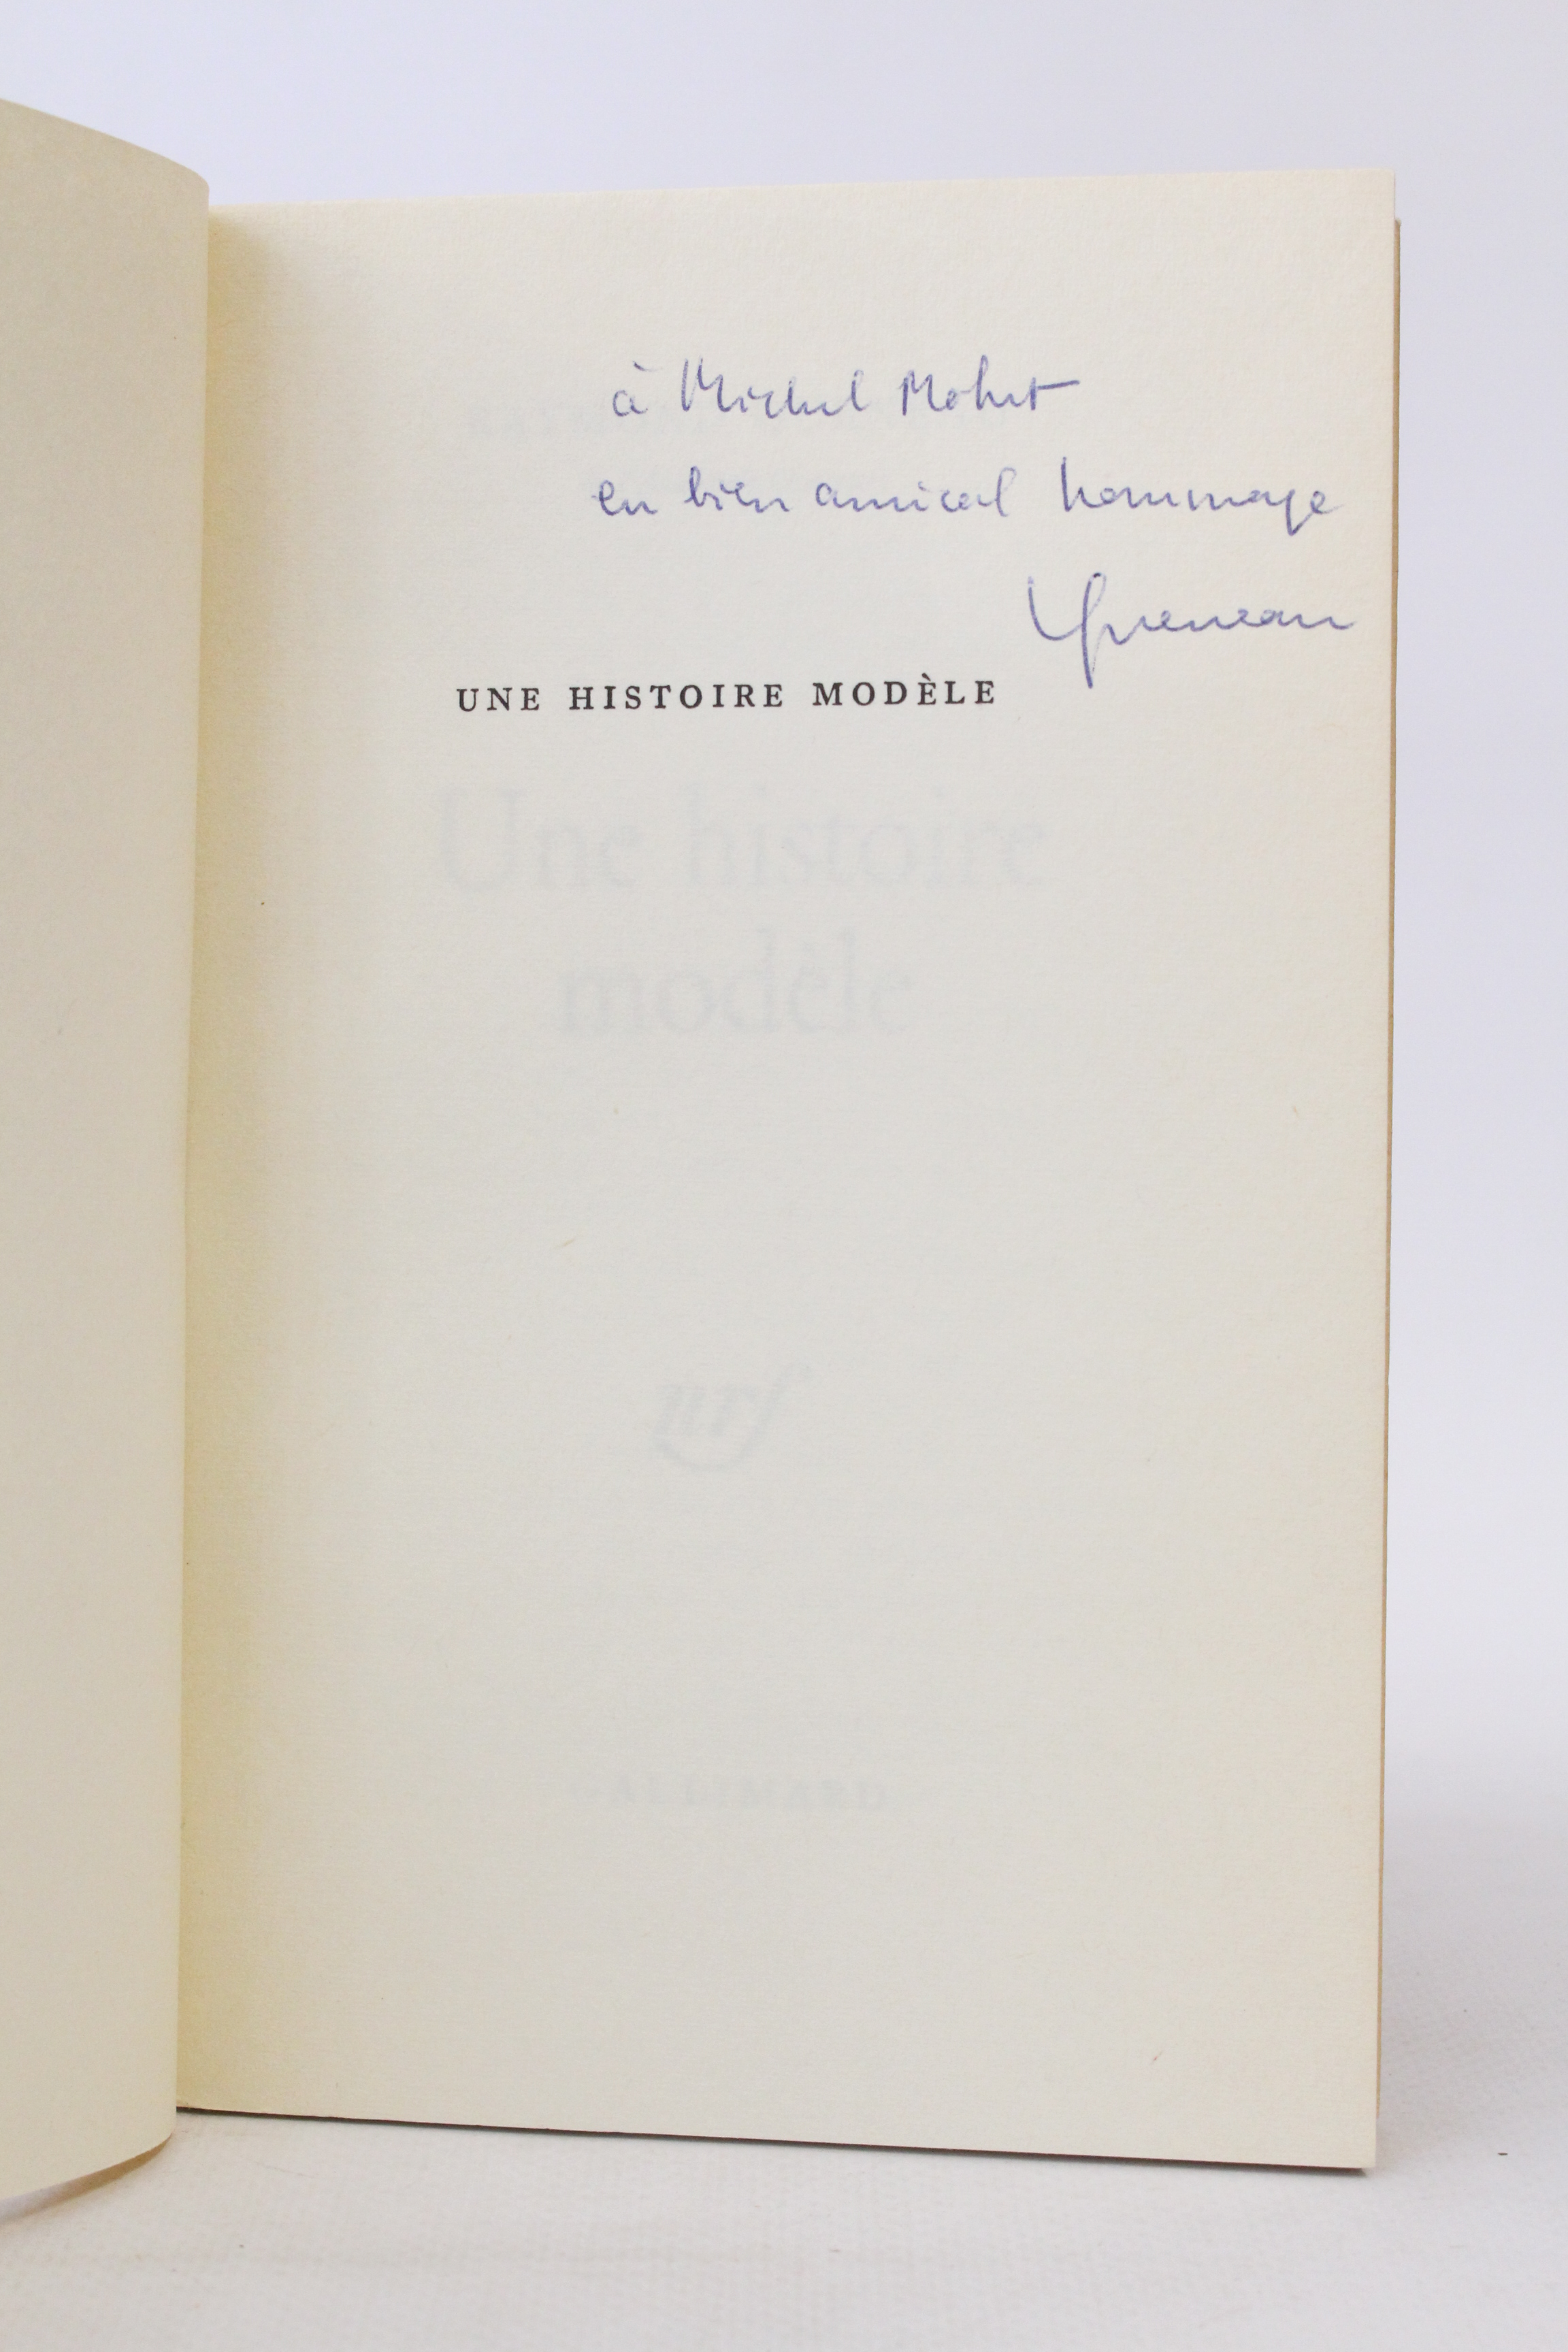 à Michel Mohrt
en bien amical hommage
Queneau
UNE HISTOIRE MODÈLE
Une histoire
modèle
nrf
GALLIMARD